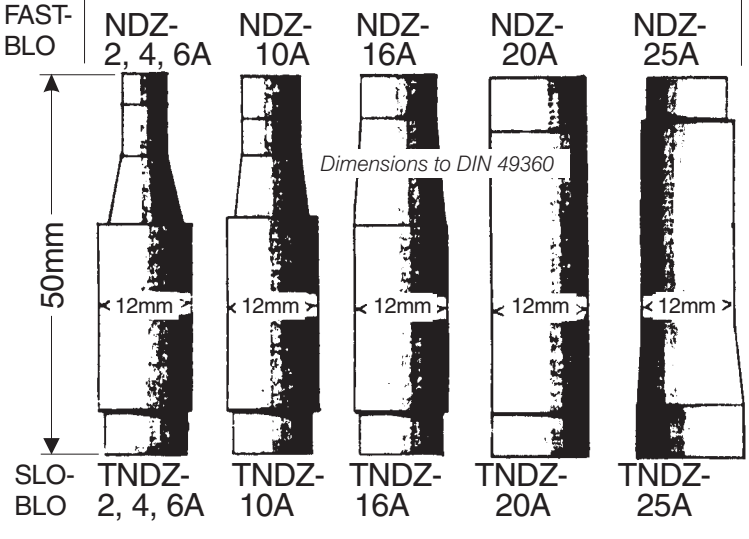 FAST-
BLO
NDZ-
2, 4, 6A
NDZ-
10A
NDZ-
16A
NDZ-
20A
NDZ-
25A
Dimensions to DIN 49360
50mm
12mm
12mm
12mm
12mm
12mm
SLO-
BLO
TNDZ-
2, 4, 6A
TNDZ-
10A
TNDZ-
16A
TNDZ-
20A
TNDZ-
25A